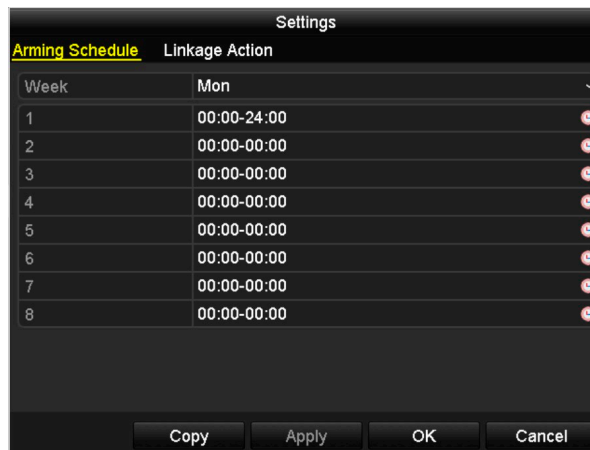 Settings
Arming Schedule Linkage Action
Week Mon
1 00:00-24:00
2 00:00-00:00
3 00:00-00:00
4 00:00-00:00
5 00:00-00:00
6 00:00-00:00
7 00:00-00:00
8 00:00-00:00
Copy Apply OK Cancel